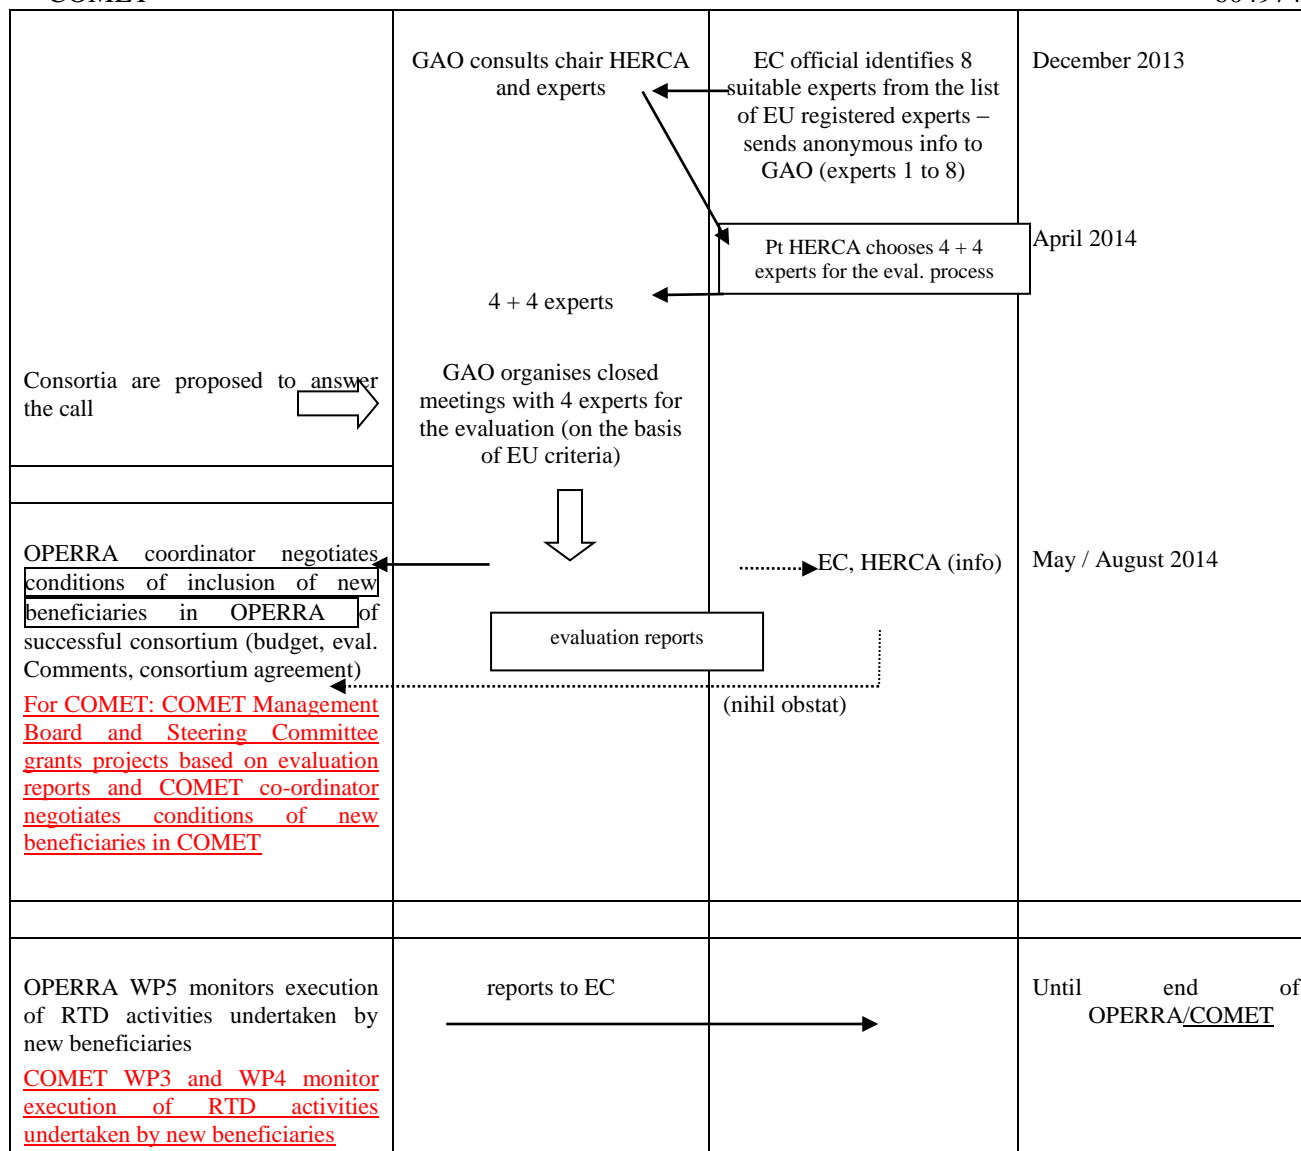 GAO consults chair HERCA
and experts
EC official identifies 8
suitable experts from the list
of EU registered experts –
sends anonymous info to
GAO (experts 1 to 8)
December 2013
Pt HERCA chooses 4 + 4
experts for the eval. process
April 2014
4 + 4 experts
Consortia are proposed to answer
the call
GAO organises closed
meetings with 4 experts for
the evaluation (on the basis
of EU criteria)
OPERRA coordinator negotiates
conditions of inclusion of new
beneficiaries in OPERRA of
successful consortium (budget, eval.
Comments, consortium agreement)
For COMET: COMET Management
Board and Steering Committee
grants projects based on evaluation
reports and COMET co-ordinator
negotiates conditions of new
beneficiaries in COMET
EC, HERCA (info)
May / August 2014
evaluation reports
(nihil obstat)
OPERRA WP5 monitors execution
of RTD activities undertaken by
new beneficiaries
COMET WP3 and WP4 monitor
execution of RTD activities
undertaken by new beneficiaries
reports to EC
Until end of
OPERRA/COMET